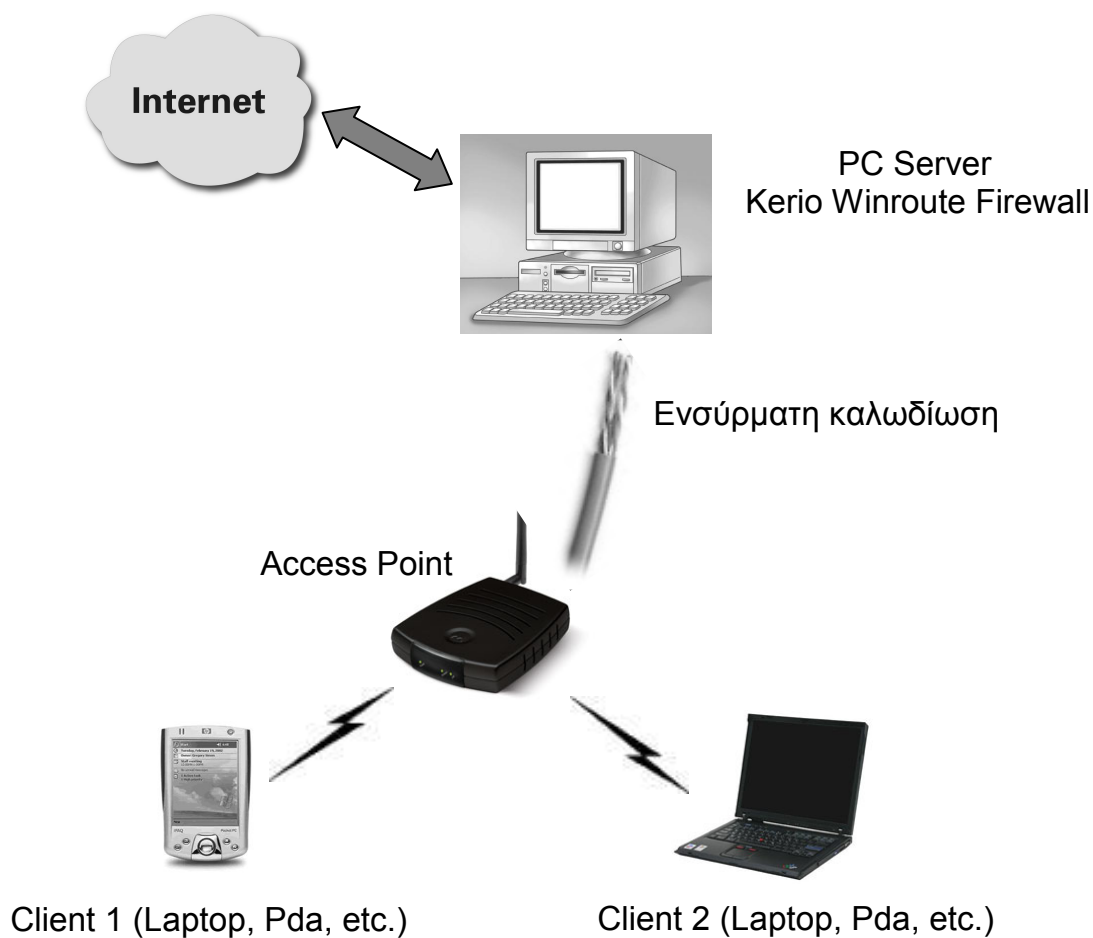 Internet
PC Server
Kerio Winroute Firewall
Ενσύρματη καλωδίωση
Access Point
Client 1 (Laptop, Pda, etc.)
Client 2 (Laptop, Pda, etc.)